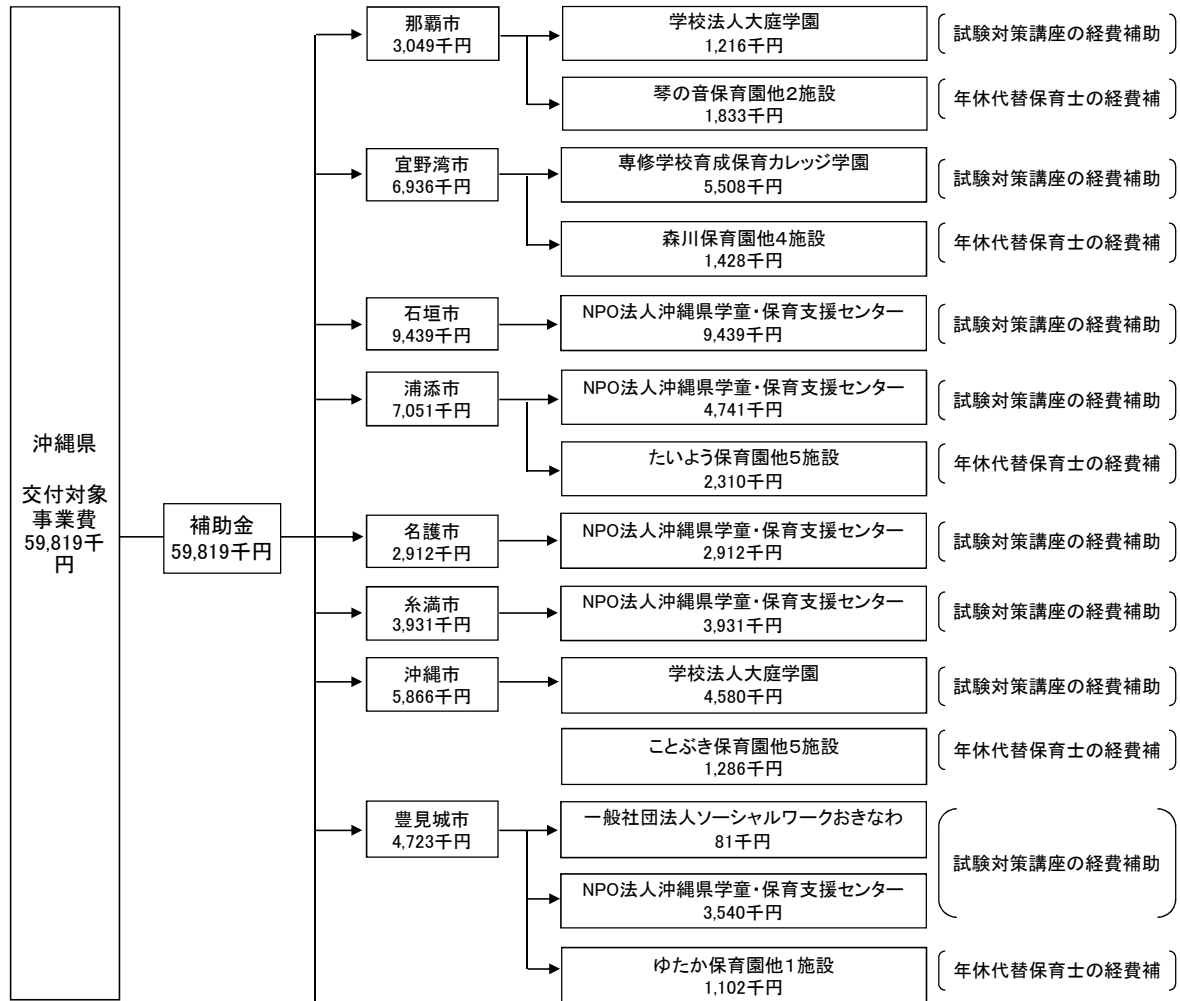 沖縄県
交付対象
事業費
59,819千
円
補助金
59,819千円
那覇市
3,049千円
学校法人大庭学園
1,216千円
試験対策講座の経費補助
琴の音保育園他2施設
1,833千円
年休代替保育士の経費補
宜野湾市
6,936千円
専修学校育成保育カレッジ学園
5,508千円
試験対策講座の経費補助
森川保育園他4施設
1,428千円
年休代替保育士の経費補
石垣市
9,439千円
NPO法人沖縄県学童・保育支援センター
9,439千円
試験対策講座の経費補助
浦添市
7,051千円
NPO法人沖縄県学童・保育支援センター
4,741千円
試験対策講座の経費補助
たいよう保育園他5施設
2,310千円
年休代替保育士の経費補
名護市
2,912千円
NPO法人沖縄県学童・保育支援センター
2,912千円
試験対策講座の経費補助
糸満市
3,931千円
NPO法人沖縄県学童・保育支援センター
3,931千円
試験対策講座の経費補助
沖縄市
5,866千円
学校法人大庭学園
4,580千円
試験対策講座の経費補助
ことぶき保育園他5施設
1,286千円
年休代替保育士の経費補
豊見城市
4,723千円
一般社団法人ソーシャルワークおきなわ
81千円
試験対策講座の経費補助
NPO法人沖縄県学童・保育支援センター
3,540千円
ゆたか保育園他1施設
1,102千円
年休代替保育士の経費補